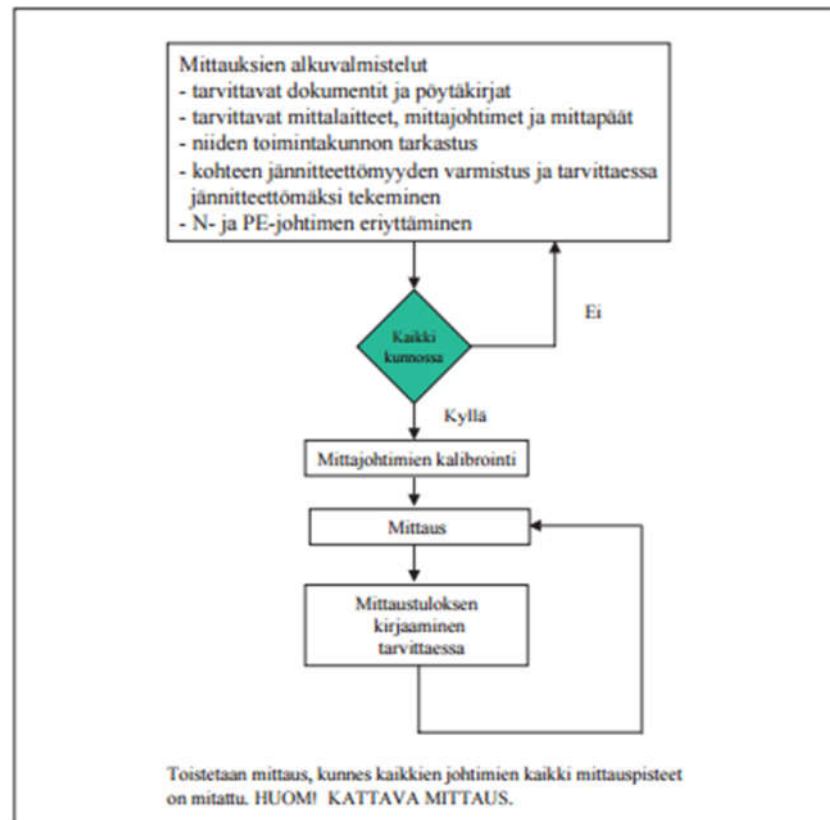 Mittauksien alkuvalmistelut
- tarvittavat dokumentit ja pöytäkirjat
- tarvittavat mittalaitteet, mittajohtimet ja mittapäät
- niiden toimintakunnon tarkastus
- kohteen jännitteettömyyden varmistus ja tarvittaessa
jännitteettömäksi tekeminen
- N- ja PE-johtimen eriyttäminen
Ei
Kaikki
kunnossa
Kyllä
Mittajohtimien kalibrointi
Mittaus
Mittaustuloksen
kirjaaminen
tarvittaessa
Toistetaan mittaus, kunnes kaikkien johtimien kaikki mittauspisteet
on mitattu. HUOM! KATTAVA MITTAUS.